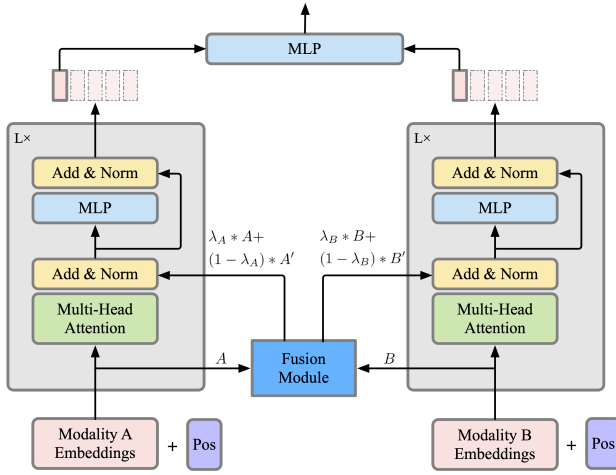 MLP
L×
Add & Norm
MLP
Add & Norm
Multi-Head
Attention
λ_A * A+
(1 − λ_A) * A′
λ_B * B+
(1 − λ_B) * B′
L×
Add & Norm
MLP
Add & Norm
Multi-Head
Attention
A
Fusion
Module
B
Modality A
Embeddings
+
Pos
Modality B
Embeddings
+
Pos